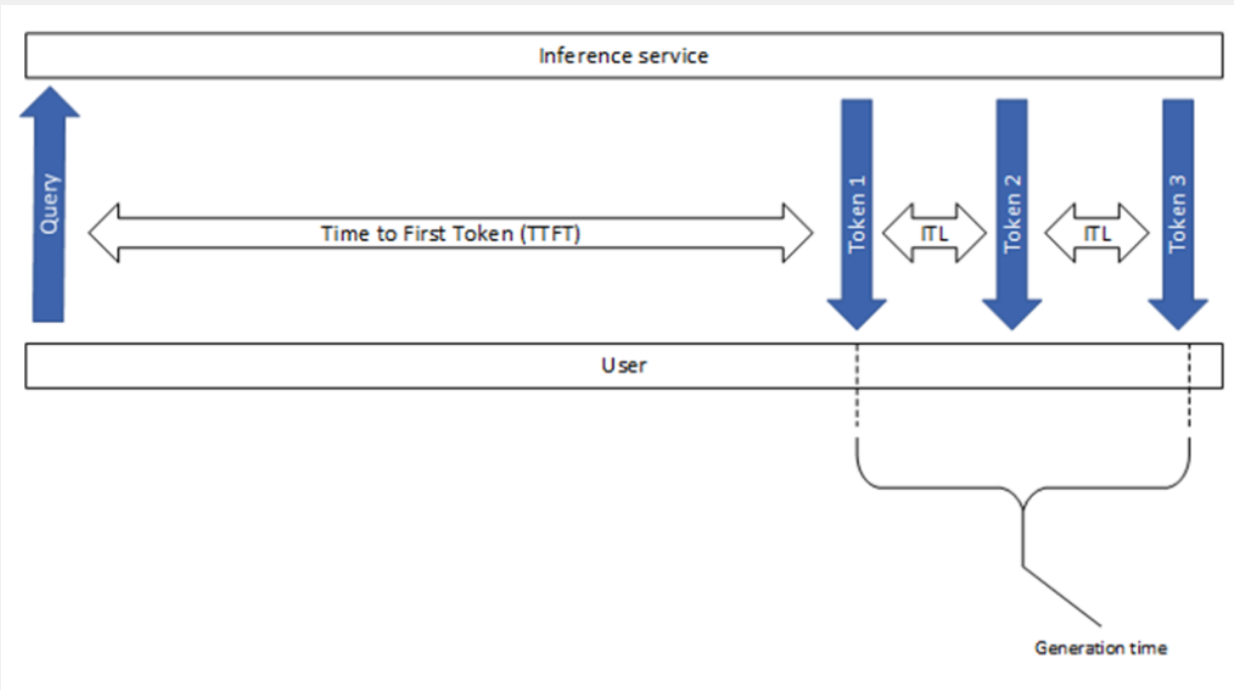 Inference service
Query
Time to First Token (TTFT)
Token 1
ITL
Token 2
ITL
Token 3
User
Generation time